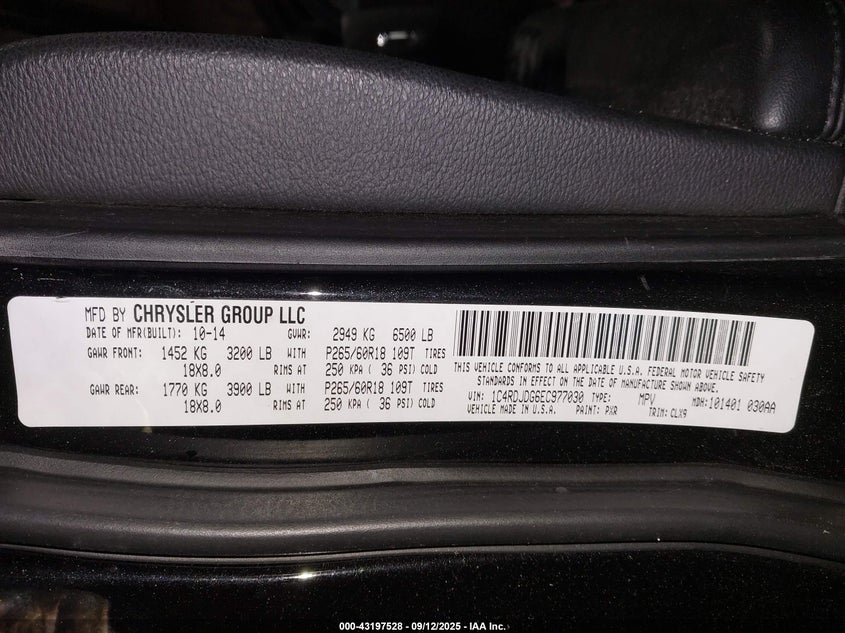 MFD BY CHRYSLER GROUP LLC
DATE OF MFR(BUILT): 10-14 GVWR: 2949 KG 6500 LB
GAWR FRONT: 1452 KG 3200 LB WITH P265/60R18 109T TIRES
18X8.0 RIMS AT 250 KPA ( 36 PSI) COLD
GAWR REAR: 1770 KG 3900 LB WITH P265/60R18 109T TIRES
18X8.0 RIMS AT 250 KPA ( 36 PSI) COLD
THIS VEHICLE CONFORMS TO ALL APPLICABLE U.S.A. FEDERAL MOTOR VEHICLE SAFETY
STANDARDS IN EFFECT ON THE DATE OF MANUFACTURE SHOWN ABOVE.
VIN: 1C4RDJDG6EC977030 TYPE: MPV MDH:101401 030AA
VEHICLE MADE IN U.S.A. PAINT: PXR TRIM: CLX9
000-43197528 - 09/12/2025 - IAA Inc.